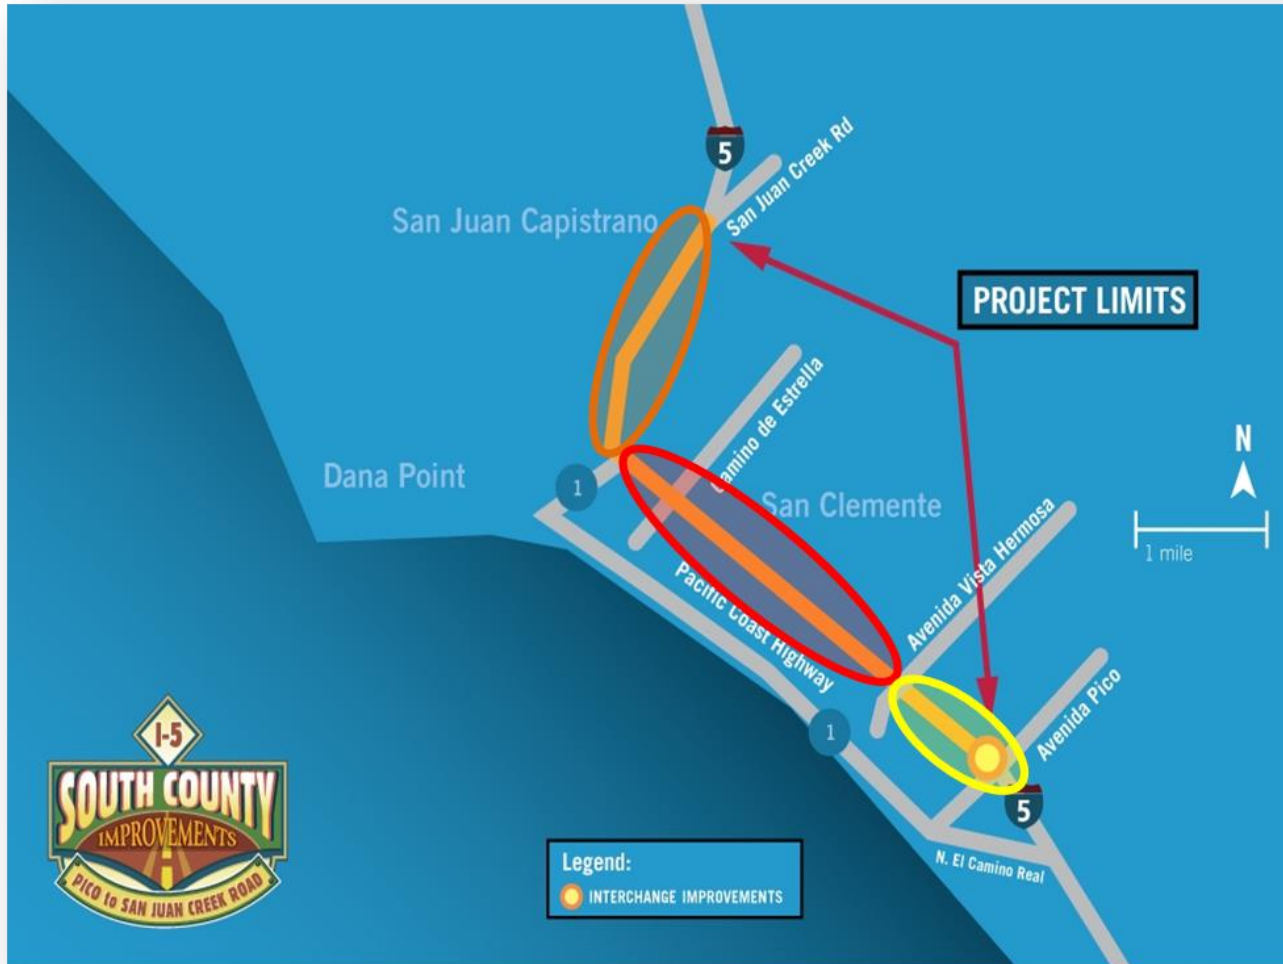 5
San Juan Creek Rd
San Juan Capistrano
PROJECT LIMITS
Camino de Estrella
N
Dana Point
1
San Clemente
1 mile
Avenida Vista Hermosa
Pacific Coast Highway
Avenida Pico
1
I-5
SOUTH COUNTY
IMPROVEMENTS
PICO to SAN JUAN CREEK ROAD
5
N. El Camino Real
Legend:
INTERCHANGE IMPROVEMENTS